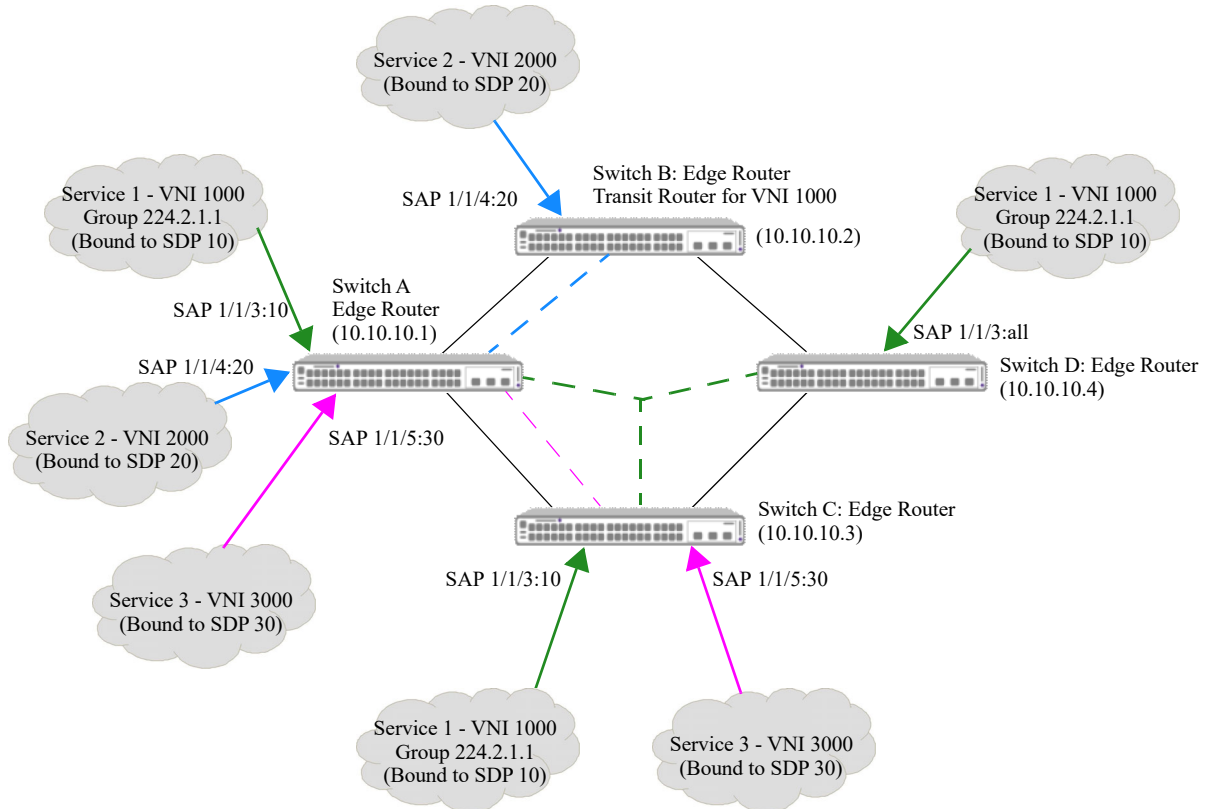 Service 2 - VNI 2000
(Bound to SDP 20)
Service 1 - VNI 1000
Group 224.2.1.1
(Bound to SDP 10)
SAP 1/1/4:20
Switch B: Edge Router
Transit Router for VNI 1000
(10.10.10.2)
Service 1 - VNI 1000
Group 224.2.1.1
(Bound to SDP 10)
SAP 1/1/3:10
Switch A
Edge Router
(10.10.10.1)
SAP 1/1/3:all
SAP 1/1/4:20
Switch D: Edge Router
(10.10.10.4)
Service 2 - VNI 2000
(Bound to SDP 20)
SAP 1/1/5:30
Switch C: Edge Router
(10.10.10.3)
SAP 1/1/3:10
SAP 1/1/5:30
Service 3 - VNI 3000
(Bound to SDP 30)
Service 1 - VNI 1000
Group 224.2.1.1
(Bound to SDP 10)
Service 3 - VNI 3000
(Bound to SDP 30)